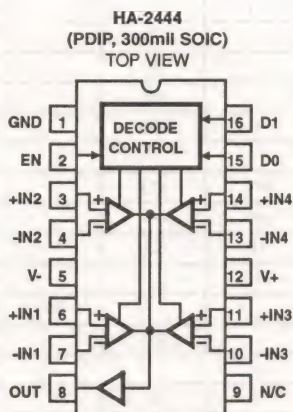 HA-2444
(PDIP, 300mil SOIC)
TOP VIEW
GND 1
16 D1
DECODE
CONTROL
EN 2
15 D0
+IN2 3
+ +
14 +IN4
-IN2 4
− −
13 -IN4
V- 5
12 V+
+IN1 6
+ +
11 +IN3
-IN1 7
− −
10 -IN3
OUT 8
9 N/C